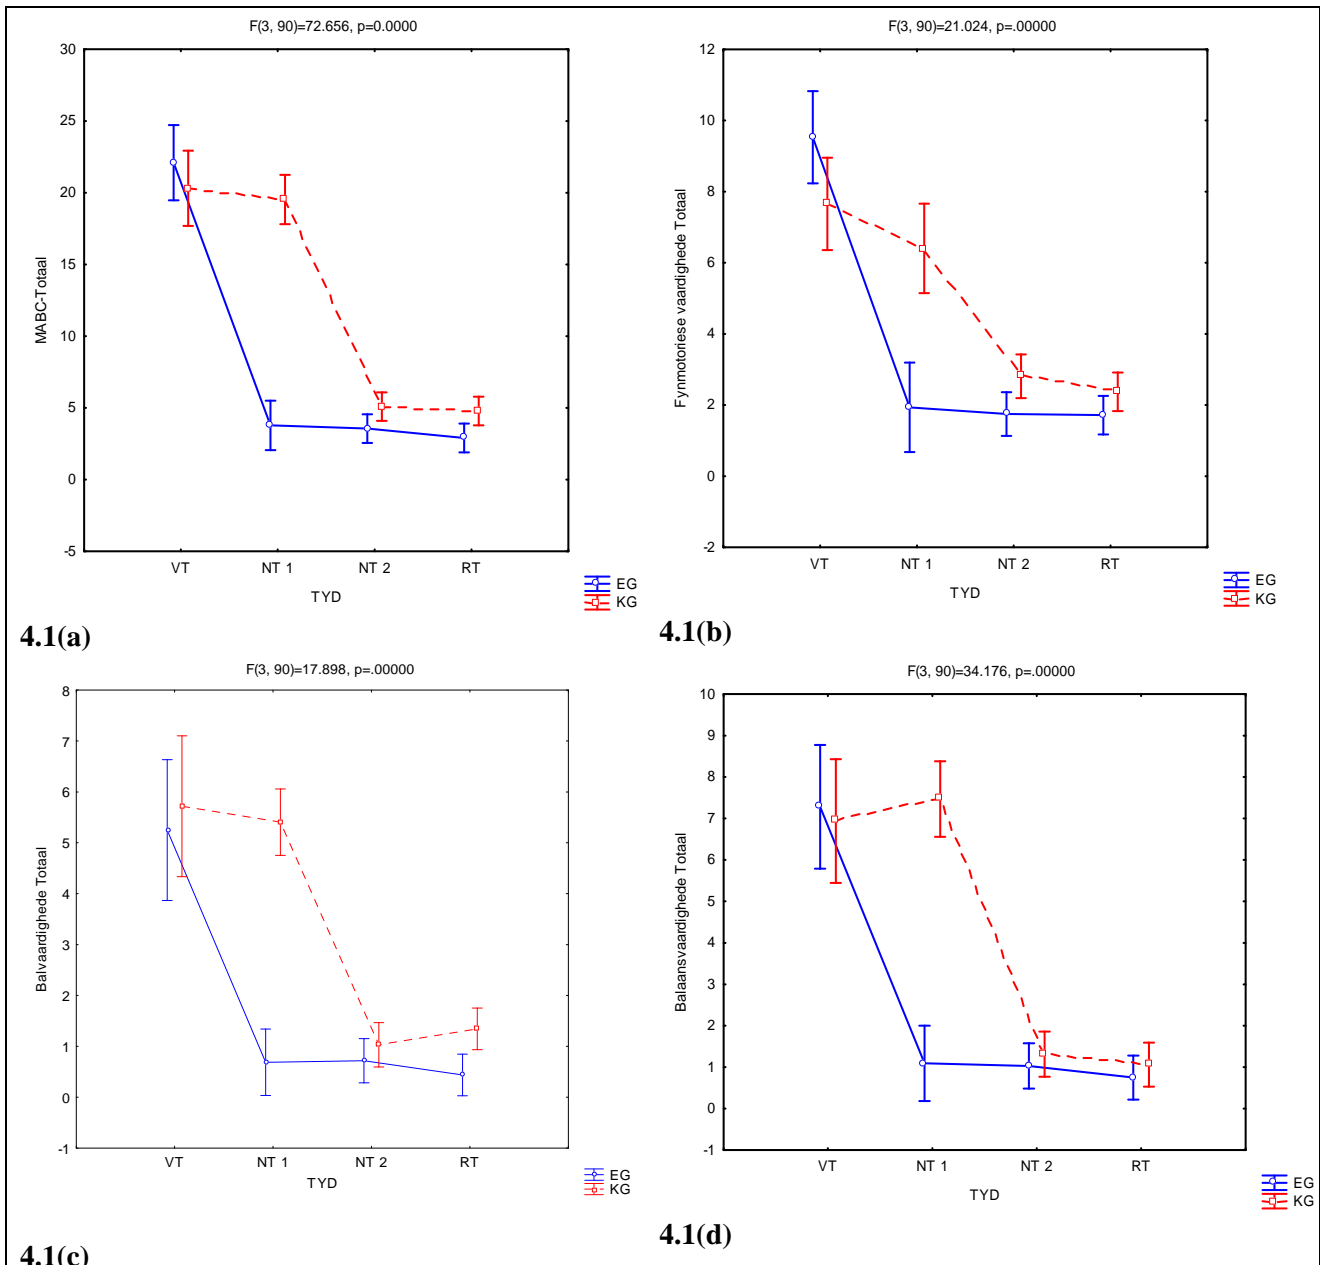 F(3, 90)=72.656, p=0.0000
30
25
20
15
10
5
0
-5
MABC-Totaal
VT NT 1 NT 2 RT
TYD
EG
KG
4.1(a)
F(3, 90)=21.024, p=.00000
12
10
8
6
4
2
0
-2
Fynmotoriese vaardighede Totaal
VT NT 1 NT 2 RT
TYD
EG
KG
4.1(b)
F(3, 90)=17.898, p=.00000
8
7
6
5
4
3
2
1
0
-1
Balvaardighede Totaal
VT NT 1 NT 2 RT
TYD
EG
KG
4.1(c)
F(3, 90)=34.176, p=.00000
10
9
8
7
6
5
4
3
2
1
0
-1
Balaansvaardighede Totaal
VT NT 1 NT 2 RT
TYD
EG
KG
4.1(d)